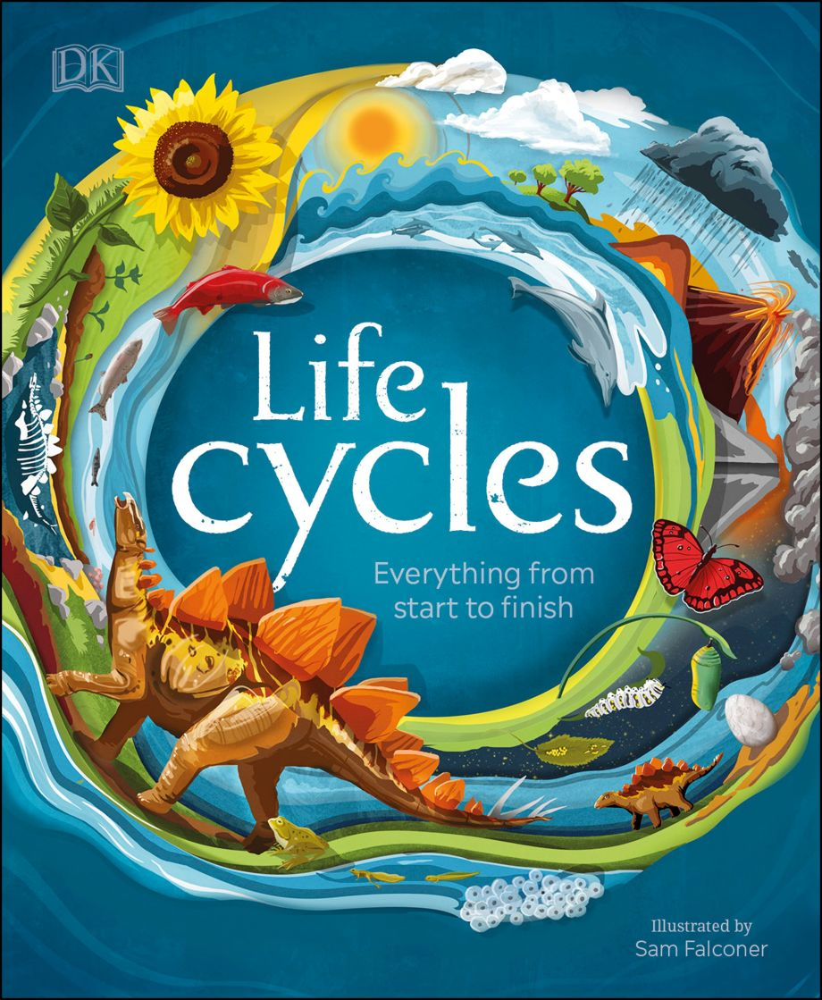 DK
Life
cycles
Everything from
start to finish
Illustrated by
Sam Falconer